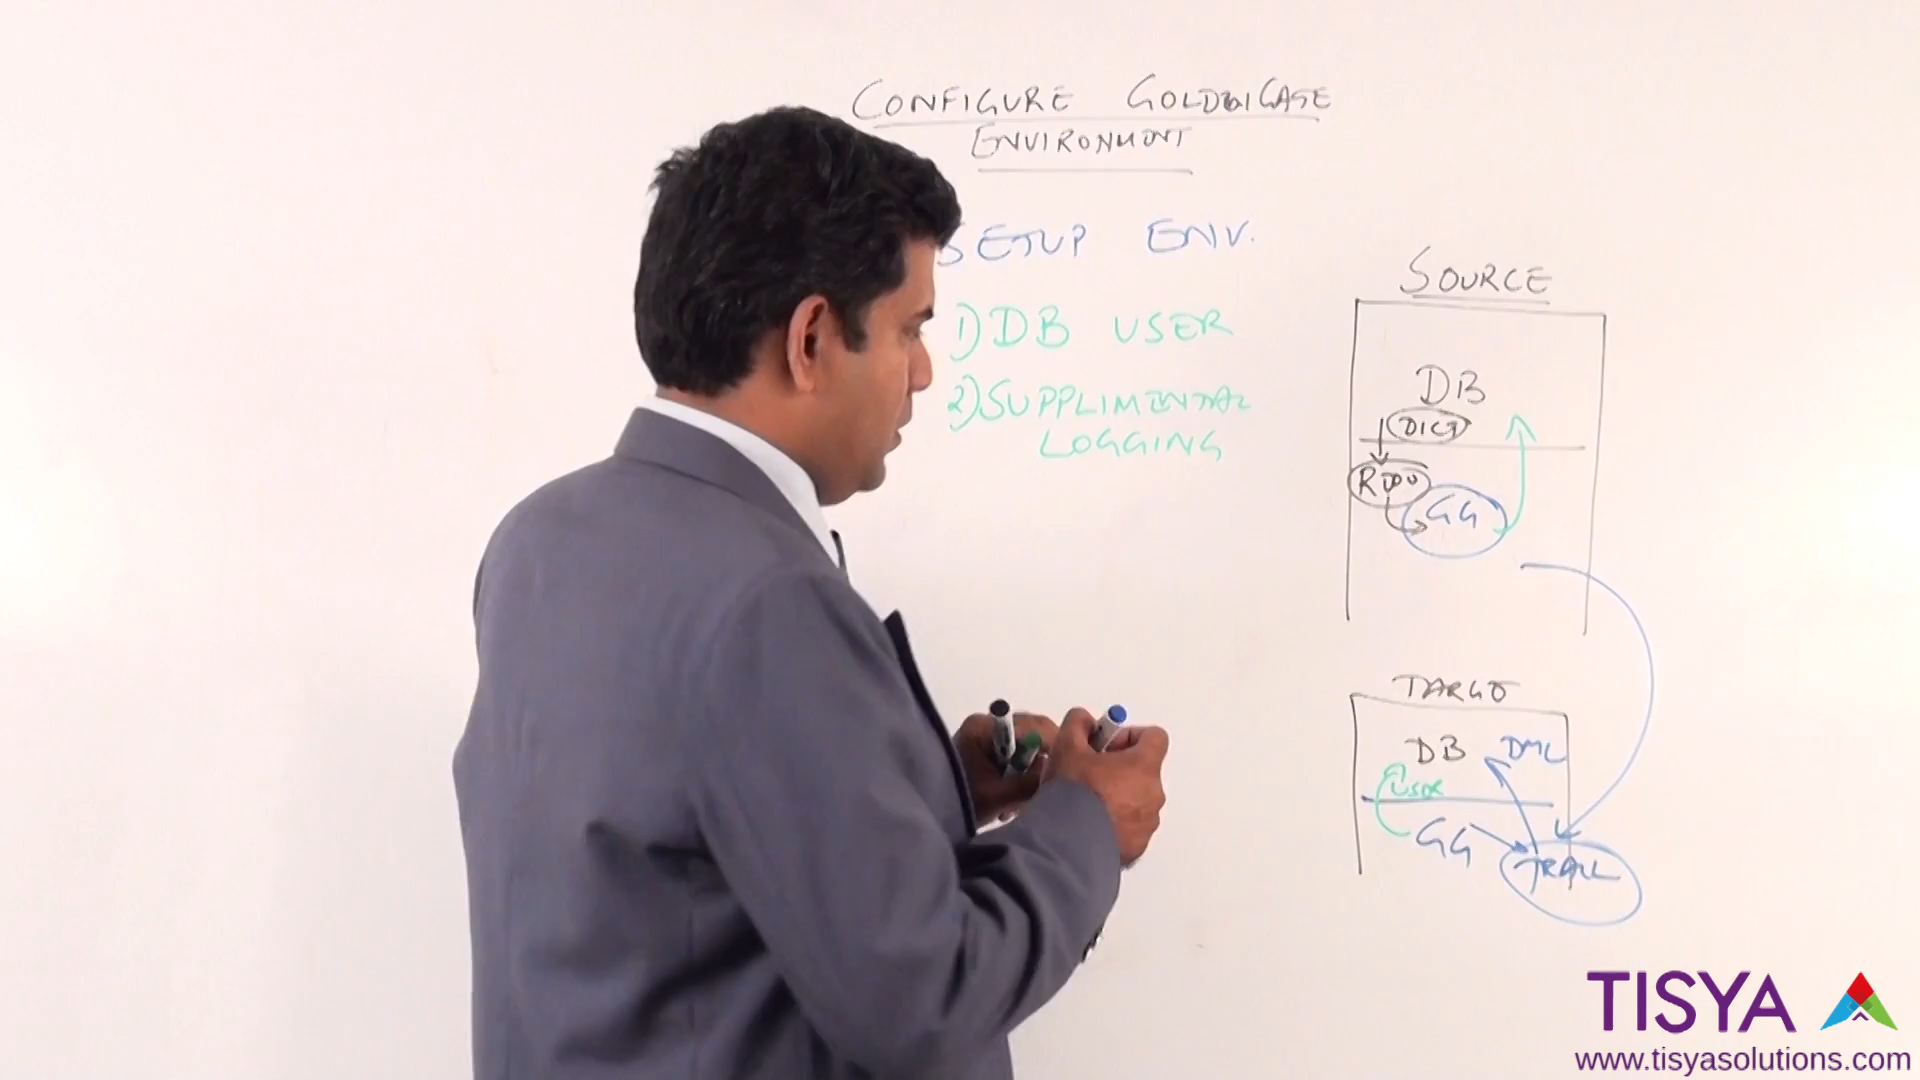 CONFIGURE GOLDENGATE
ENVIRONMENT
SETUP ENV.
1) DB USER
2) SUPPLIMENTAL
LOGGING
SOURCE
DB
DICT
REDO
GG
TARGET
DB DML
USER
GG
TRAIL
TISYA
www.tisyasolutions.com